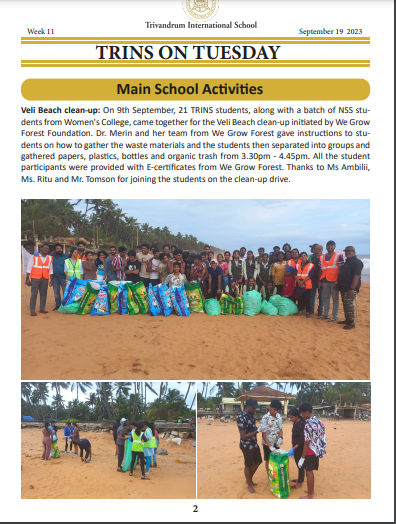 Trivandrum International School
Week 11
September 19 2023
TRINS ON TUESDAY
Main School Activities
Veli Beach clean-up: On 9th September, 21 TRINS students, along with a batch of NSS stu-
dents from Women's College, came together for the Veli Beach clean-up initiated by We Grow
Forest Foundation. Dr. Merin and her team from We Grow Forest gave instructions to stu-
dents on how to gather the waste materials and the students then separated into groups and
gathered papers, plastics, bottles and organic trash from 3.30pm - 4.45pm. All the student
participants were provided with E-certificates from We Grow Forest. Thanks to Ms Ambilii,
Ms. Ritu and Mr. Tomson for joining the students on the clean-up drive.
2